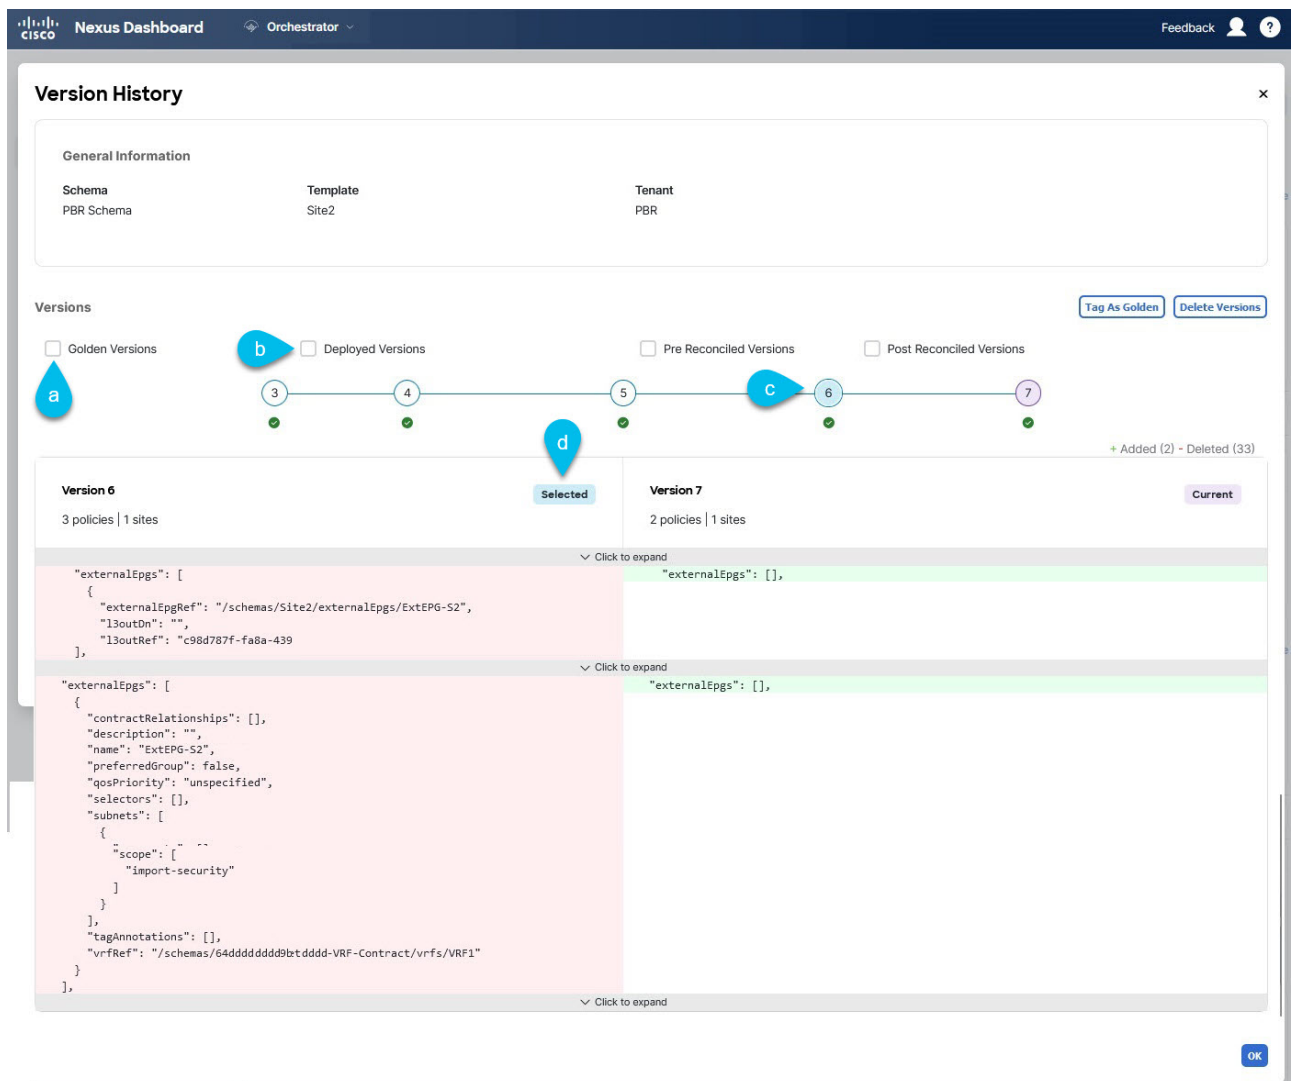 cisco Nexus Dashboard Orchestrator Feedback ?
Version History ×
General Information
Schema Template Tenant
PBR Schema Site2 PBR
Versions Tag As Golden Delete Versions
Golden Versions b Deployed Versions Pre Reconciled Versions Post Reconciled Versions
a 3 4 5 c 6 7
d
+ Added (2) - Deleted (33)
Version 6 Selected Version 7 Current
3 policies | 1 sites 2 policies | 1 sites
Click to expand
"externalEpgs": [ "externalEpgs": [],
{
"externalEpgRef": "/schemas/Site2/externalEpgs/ExtEPG-S2",
"l3outDn": "",
"l3outRef": "c98d787f-fa8a-439
],
Click to expand
"externalEpgs": [ "externalEpgs": [],
{
"contractRelationships": [],
"description": "",
"name": "ExtEPG-S2",
"preferredGroup": false,
"qosPriority": "unspecified",
"selectors": [],
"subnets": [
{
"scope": [
"import-security"
]
}
],
"tagAnnotations": [],
"vrfRef":
}
],
Click to expand
OK